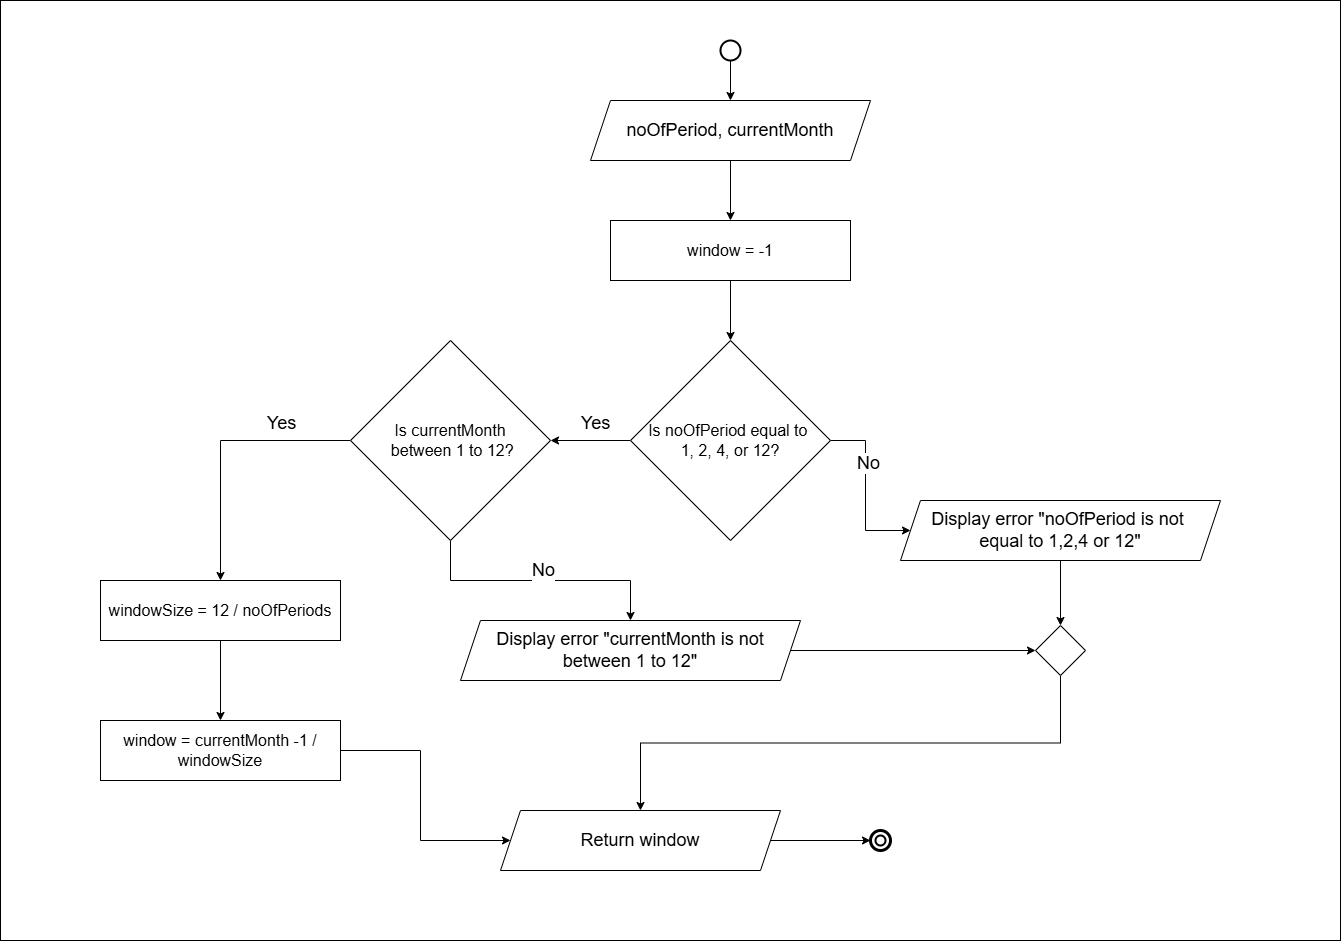 noOfPeriod, currentMonth
window = -1
Is noOfPeriod equal to
1, 2, 4, or 12?
Yes
No
Is currentMonth
between 1 to 12?
Yes
No
Display error "noOfPeriod is not
equal to 1,2,4 or 12"
windowSize = 12 / noOfPeriods
Display error "currentMonth is not
between 1 to 12"
window = currentMonth -1 /
windowSize
Return window